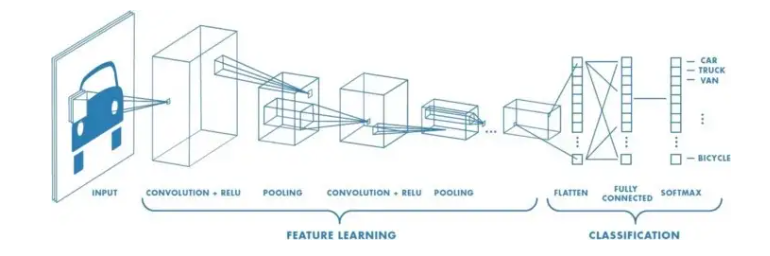 CAR
TRUCK
VAN
BICYCLE
INPUT
CONVOLUTION + RELU
POOLING
CONVOLUTION + RELU
POOLING
FLATTEN
FULLY
CONNECTED
SOFTMAX
FEATURE LEARNING
CLASSIFICATION